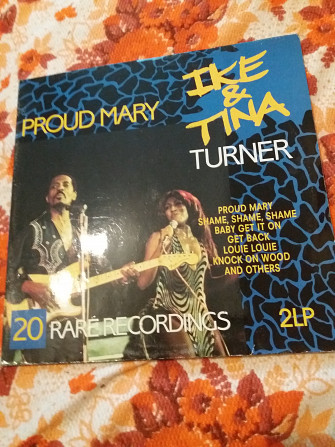 PROUD MARY
IKE
&
TINA
TURNER
PROUD MARY
SHAME, SHAME, SHAME
BABY GET IT ON
GET BACK
LOUIE LOUIE
KNOCK ON WOOD
AND OTHERS
20 RARE RECORDINGS
2LP